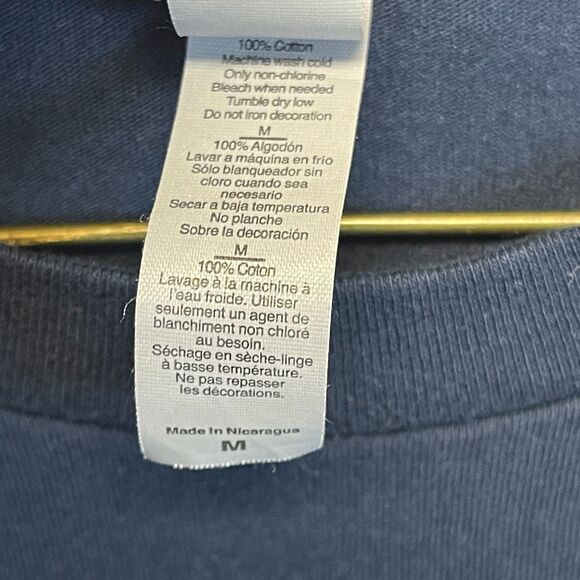 100% Cotton
Machine wash cold
Only non-chlorine
Bleach when needed
Tumble dry low
Do not iron decoration
M
100% Algodón
Lavar a máquina en frío
Sólo blanqueador sin
cloro cuando sea
necesario
Secar a baja temperatura
No planche
Sobre la decoración
M
100% Coton
Lavage à la machine à
l'eau froide. Utiliser
seulement un agent de
blanchiment non chloré
au besoin.
Séchage en sèche-linge
à basse température.
Ne pas repasser
les décorations.
Made In Nicaragua
M